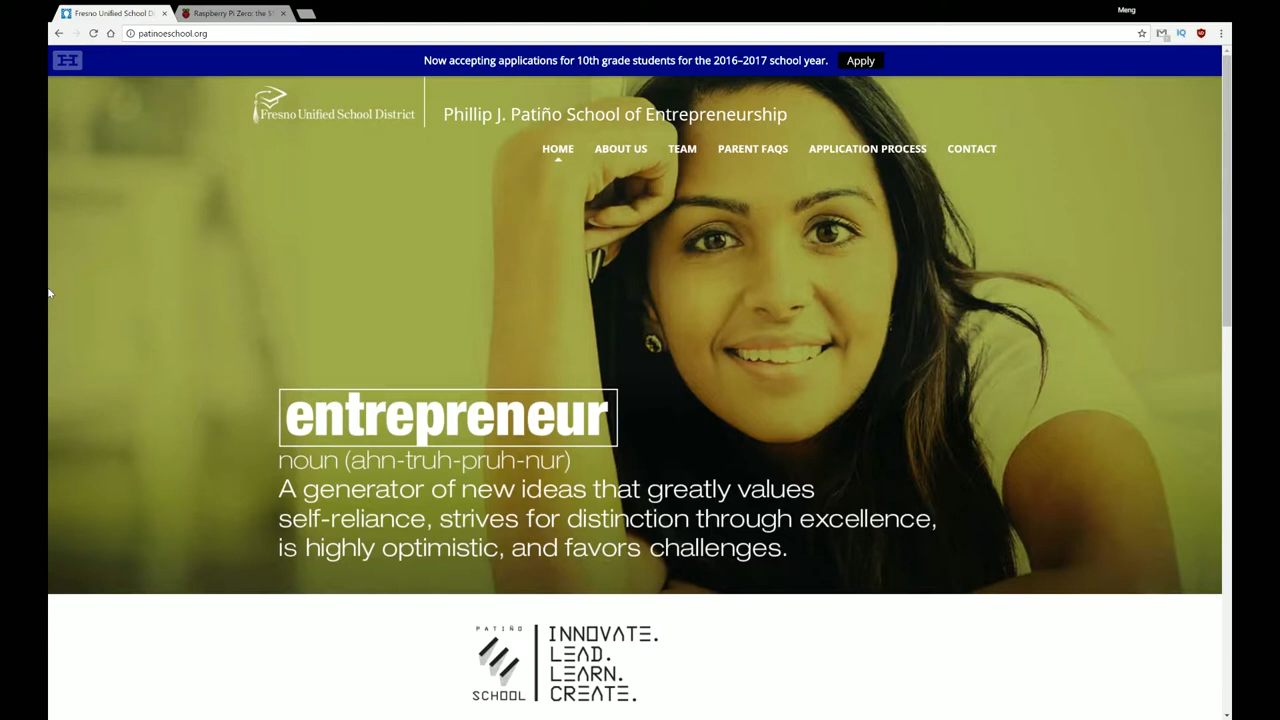 Fresno Unified School D
Raspberry Pi Zero: the $5
Meng
patinoeschool.org
Now accepting applications for 10th grade students for the 2016–2017 school year.
Apply
Fresno Unified School District
Phillip J. Patiño School of Entrepreneurship
HOME
ABOUT US
TEAM
PARENT FAQS
APPLICATION PROCESS
CONTACT
entrepreneur
noun (ahn-truh-pruh-nur)
A generator of new ideas that greatly values
self-reliance, strives for distinction through excellence,
is highly optimistic, and favors challenges.
PATIÑO
SCHOOL
INNOVATE.
LEAD.
LEARN.
CREATE.